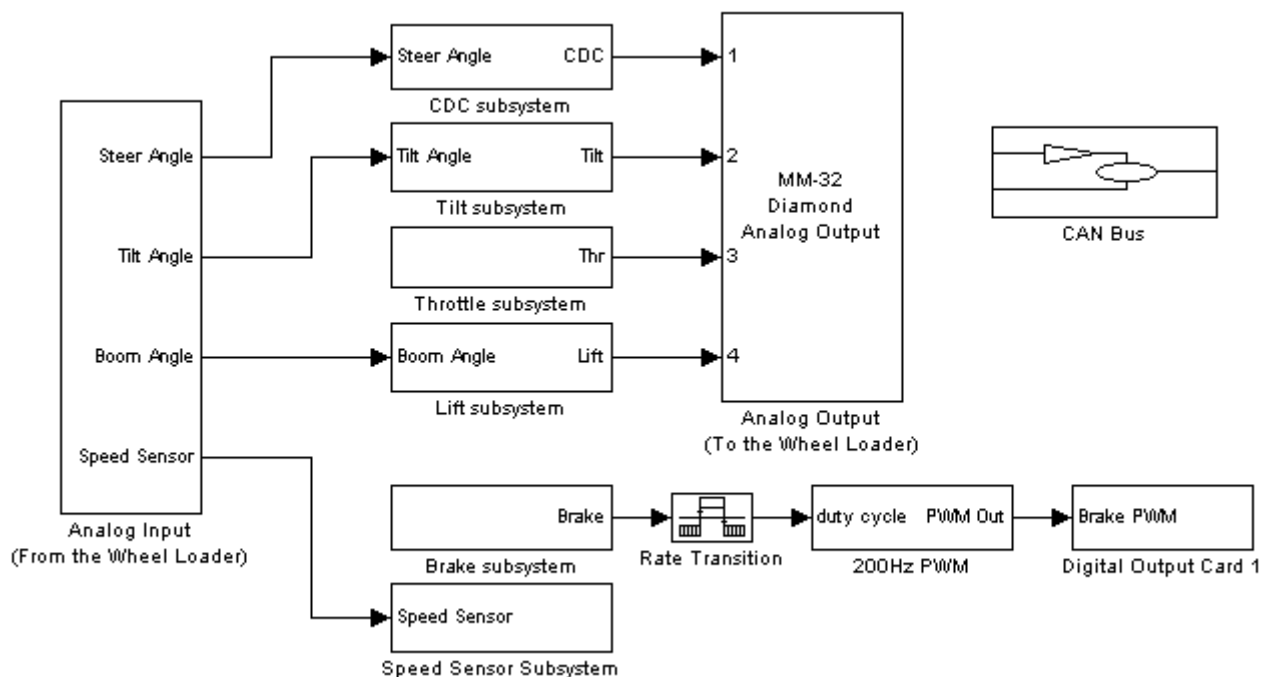 Steer Angle
Tilt Angle
Boom Angle
Speed Sensor
Analog Input
(From the Wheel Loader)
Steer Angle CDC
CDC subsystem
Tilt Angle Tilt
Tilt subsystem
Thr
Throttle subsystem
Boom Angle Lift
Lift subsystem
1
2
3
4
MM-32
Diamond
Analog Output
Analog Output
(To the Wheel Loader)
CAN Bus
Brake
Brake subsystem
Rate Transition
duty cycle PWM Out
200Hz PWM
Brake PWM
Digital Output Card 1
Speed Sensor
Speed Sensor Subsystem